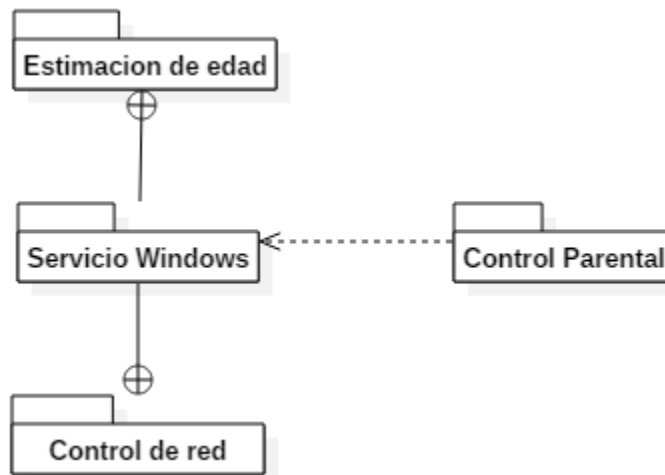 Estimacion de edad
Servicio Windows
Control Parental
Control de red